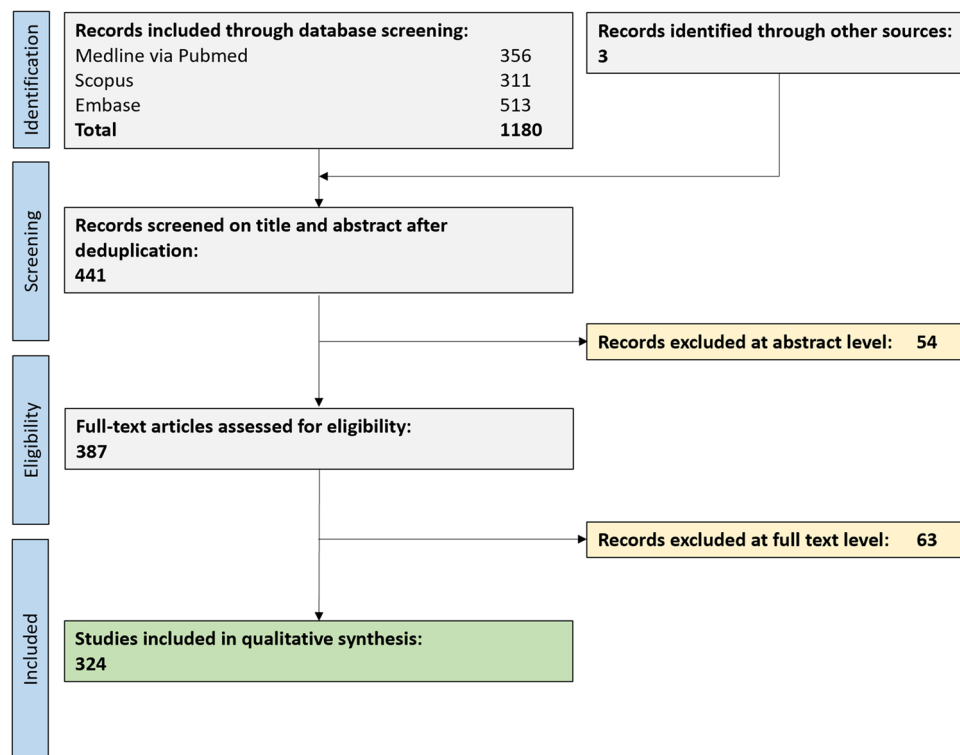 Identification
Records included through database screening:
Medline via Pubmed 356
Scopus 311
Embase 513
Total 1180
Records identified through other sources:
3
Screening
Records screened on title and abstract after
deduplication:
441
Records excluded at abstract level: 54
Eligibility
Full-text articles assessed for eligibility:
387
Records excluded at full text level: 63
Included
Studies included in qualitative synthesis:
324